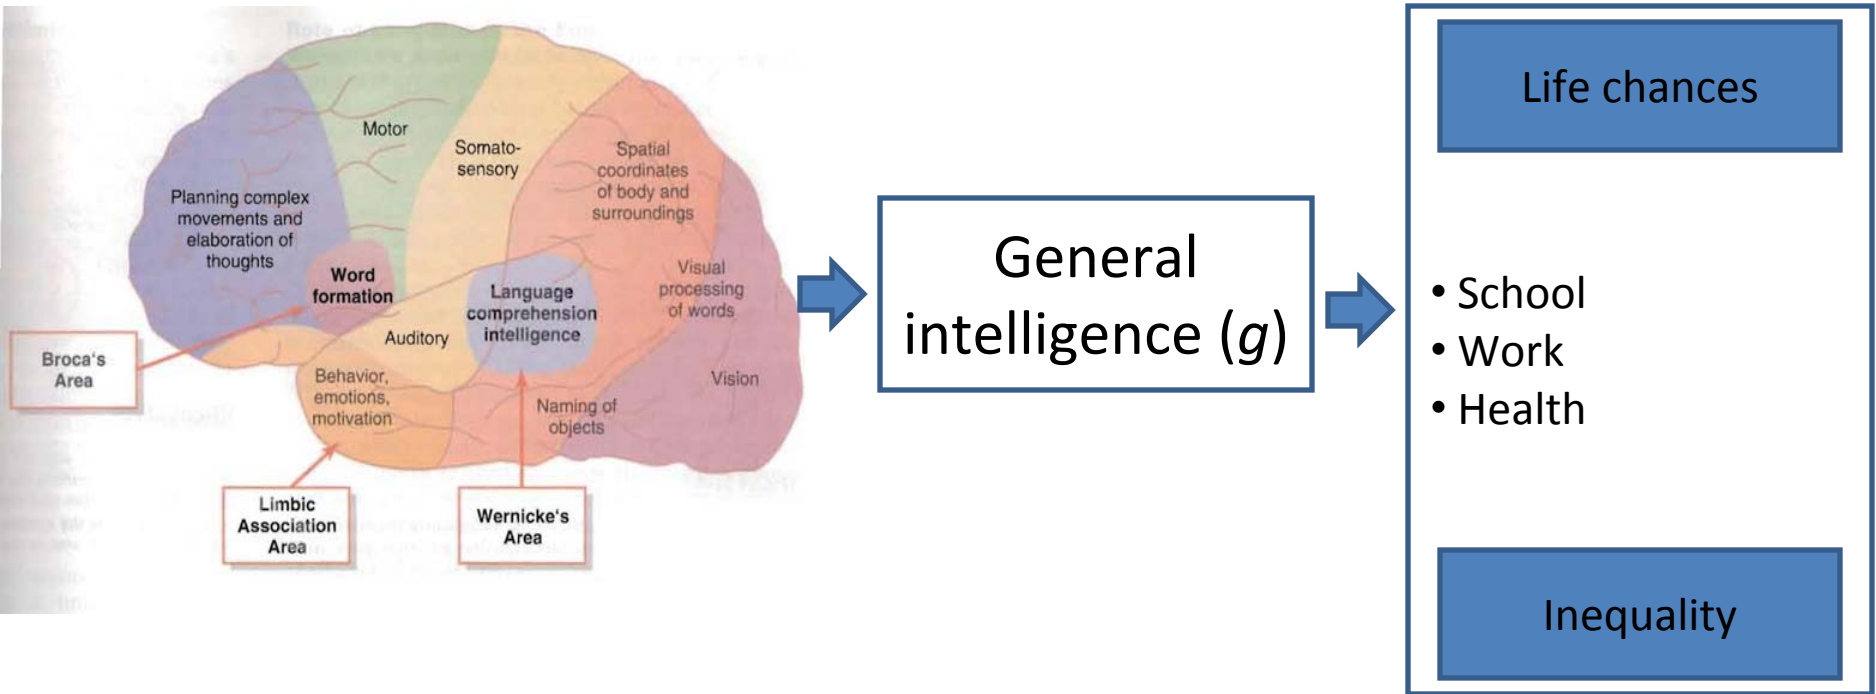 Motor
Somato-
sensory
Spatial
coordinates
of body and
surroundings
Planning complex
movements and
elaboration of
thoughts
Word
formation
Language
comprehension
intelligence
Visual
processing
of words
Auditory
Broca's
Area
Behavior,
emotions,
motivation
Naming of
objects
Vision
Limbic
Association
Area
Wernicke's
Area
General
intelligence (g)
Life chances
• School
• Work
• Health
Inequality